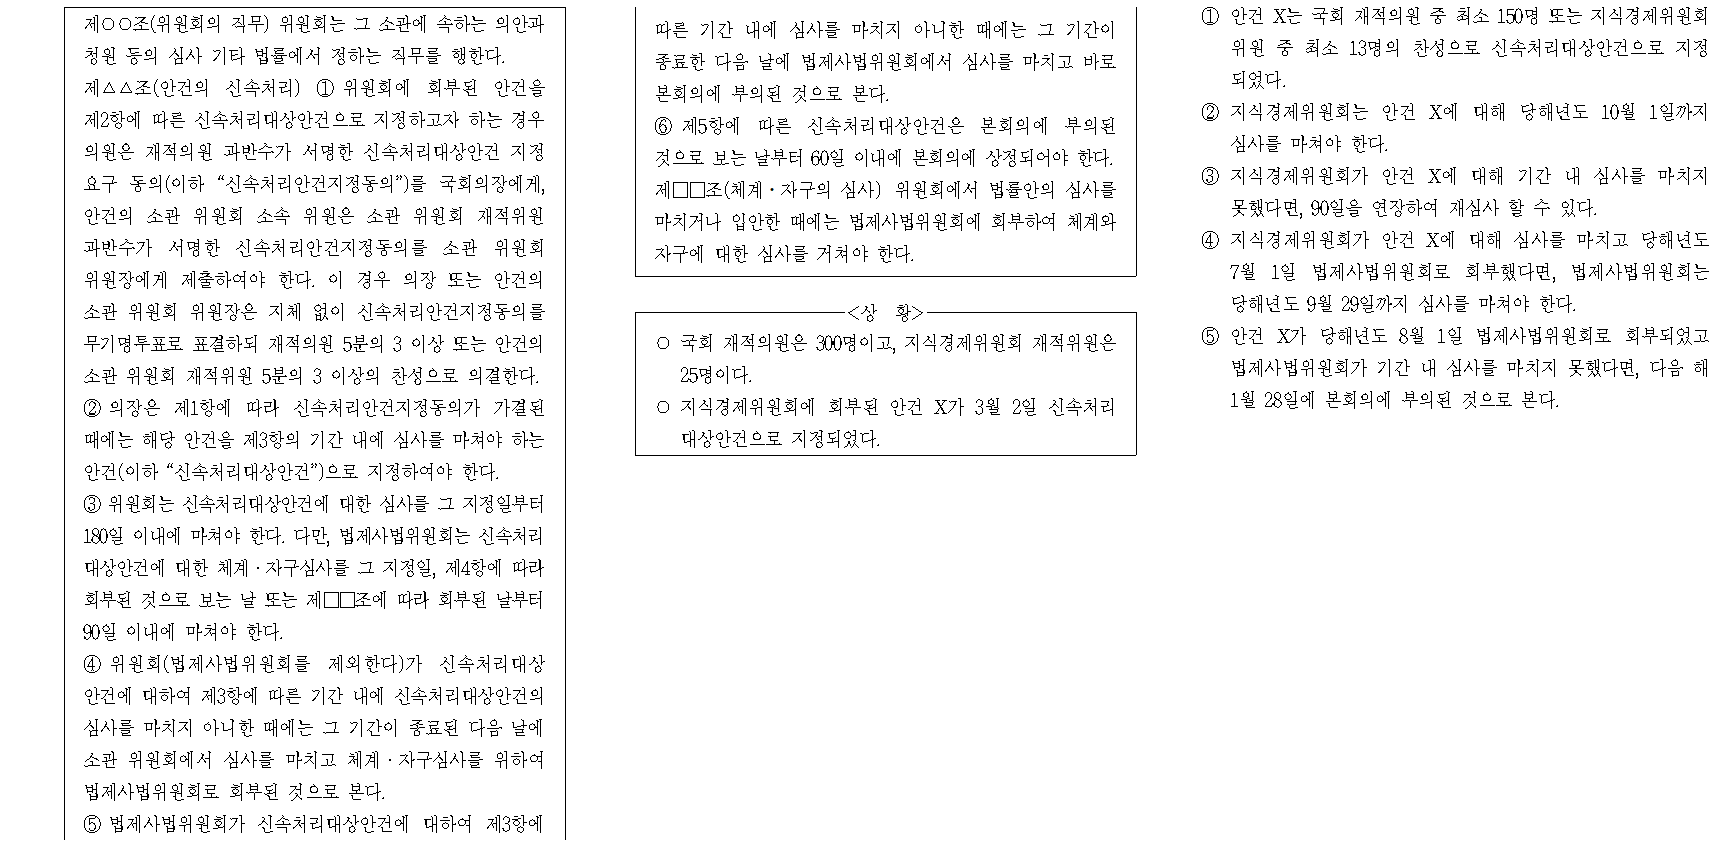 제○○조(위원회의 직무) 위원회는 그 소관에 속하는 의안과
청원 등의 심사 기타 법률에서 정하는 직무를 행한다.
제△△조(안건의 신속처리) ① 위원회에 회부된 안건을
제2항에 따른 신속처리대상안건으로 지정하고자 하는 경우
의원은 재적의원 과반수가 서명한 신속처리대상안건 지정
요구 동의(이하 “신속처리안건지정동의”)를 국회의장에게,
안건의 소관 위원회 소속 위원은 소관 위원회 재적위원
과반수가 서명한 신속처리안건지정동의를 소관 위원회
위원장에게 제출하여야 한다. 이 경우 의장 또는 안건의
소관 위원회 위원장은 지체 없이 신속처리안건지정동의를
무기명투표로 표결하되 재적의원 5분의 3 이상 또는 안건의
소관 위원회 재적위원 5분의 3 이상의 찬성으로 의결한다.
② 의장은 제1항에 따라 신속처리안건지정동의가 가결된
때에는 해당 안건을 제3항의 기간 내에 심사를 마쳐야 하는
안건(이하 “신속처리대상안건”)으로 지정하여야 한다.
③ 위원회는 신속처리대상안건에 대한 심사를 그 지정일부터
180일 이내에 마쳐야 한다. 다만, 법제사법위원회는 신속처리
대상안건에 대한 체계·자구심사를 그 지정일, 제4항에 따라
회부된 것으로 보는 날 또는 제□□조에 따라 회부된 날부터
90일 이내에 마쳐야 한다.
④ 위원회(법제사법위원회를 제외한다)가 신속처리대상
안건에 대하여 제3항에 따른 기간 내에 신속처리대상안건의
심사를 마치지 아니한 때에는 그 기간이 종료된 다음 날에
소관 위원회에서 심사를 마치고 체계·자구심사를 위하여
법제사법위원회로 회부된 것으로 본다.
⑤ 법제사법위원회가 신속처리대상안건에 대하여 제3항에
따른 기간 내에 심사를 마치지 아니한 때에는 그 기간이
종료한 다음 날에 법제사법위원회에서 심사를 마치고 바로
본회의에 부의된 것으로 본다.
⑥ 제5항에 따른 신속처리대상안건은 본회의에 부의된
것으로 보는 날부터 60일 이내에 본회의에 상정되어야 한다.
제□□조(체계·자구의 심사) 위원회에서 법률안의 심사를
마치거나 입안한 때에는 법제사법위원회에 회부하여 체계와
자구에 대한 심사를 거쳐야 한다.
<상 황>
○ 국회 재적의원은 300명이고, 지식경제위원회 재적위원은
25명이다.
○ 지식경제위원회에 회부된 안건 X가 3월 2일 신속처리
대상안건으로 지정되었다.
① 안건 X는 국회 재적의원 중 최소 150명 또는 지식경제위원회
위원 중 최소 13명의 찬성으로 신속처리대상안건으로 지정
되었다.
② 지식경제위원회는 안건 X에 대해 당해년도 10월 1일까지
심사를 마쳐야 한다.
③ 지식경제위원회가 안건 X에 대해 기간 내 심사를 마치지
못했다면, 90일을 연장하여 재심사 할 수 있다.
④ 지식경제위원회가 안건 X에 대해 심사를 마치고 당해년도
7월 1일 법제사법위원회로 회부했다면, 법제사법위원회는
당해년도 9월 29일까지 심사를 마쳐야 한다.
⑤ 안건 X가 당해년도 8월 1일 법제사법위원회로 회부되었고
법제사법위원회가 기간 내 심사를 마치지 못했다면, 다음 해
1월 28일에 본회의에 부의된 것으로 본다.